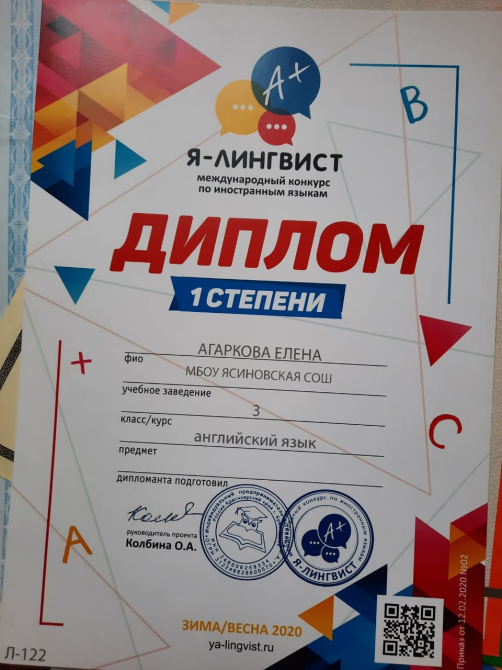 A+
Я-ЛИНГВИСТ
международный конкурс
по иностранным языкам
B
ДИПЛОМ
1 СТЕПЕНИ
АГАРКОВА ЕЛЕНА
фио
МБОУ ЯСИНОВСКАЯ СОШ
учебное заведение
3
класс/курс
английский язык
предмет
дипломанта подготовил
C
A
руководитель проекта
Колбина О.А.
A+
Я-ЛИНГВИСТ
ЗИМА/ВЕСНА 2020
ya-lingvist.ru
Л-122
Приказ от 12.02.2020 №02